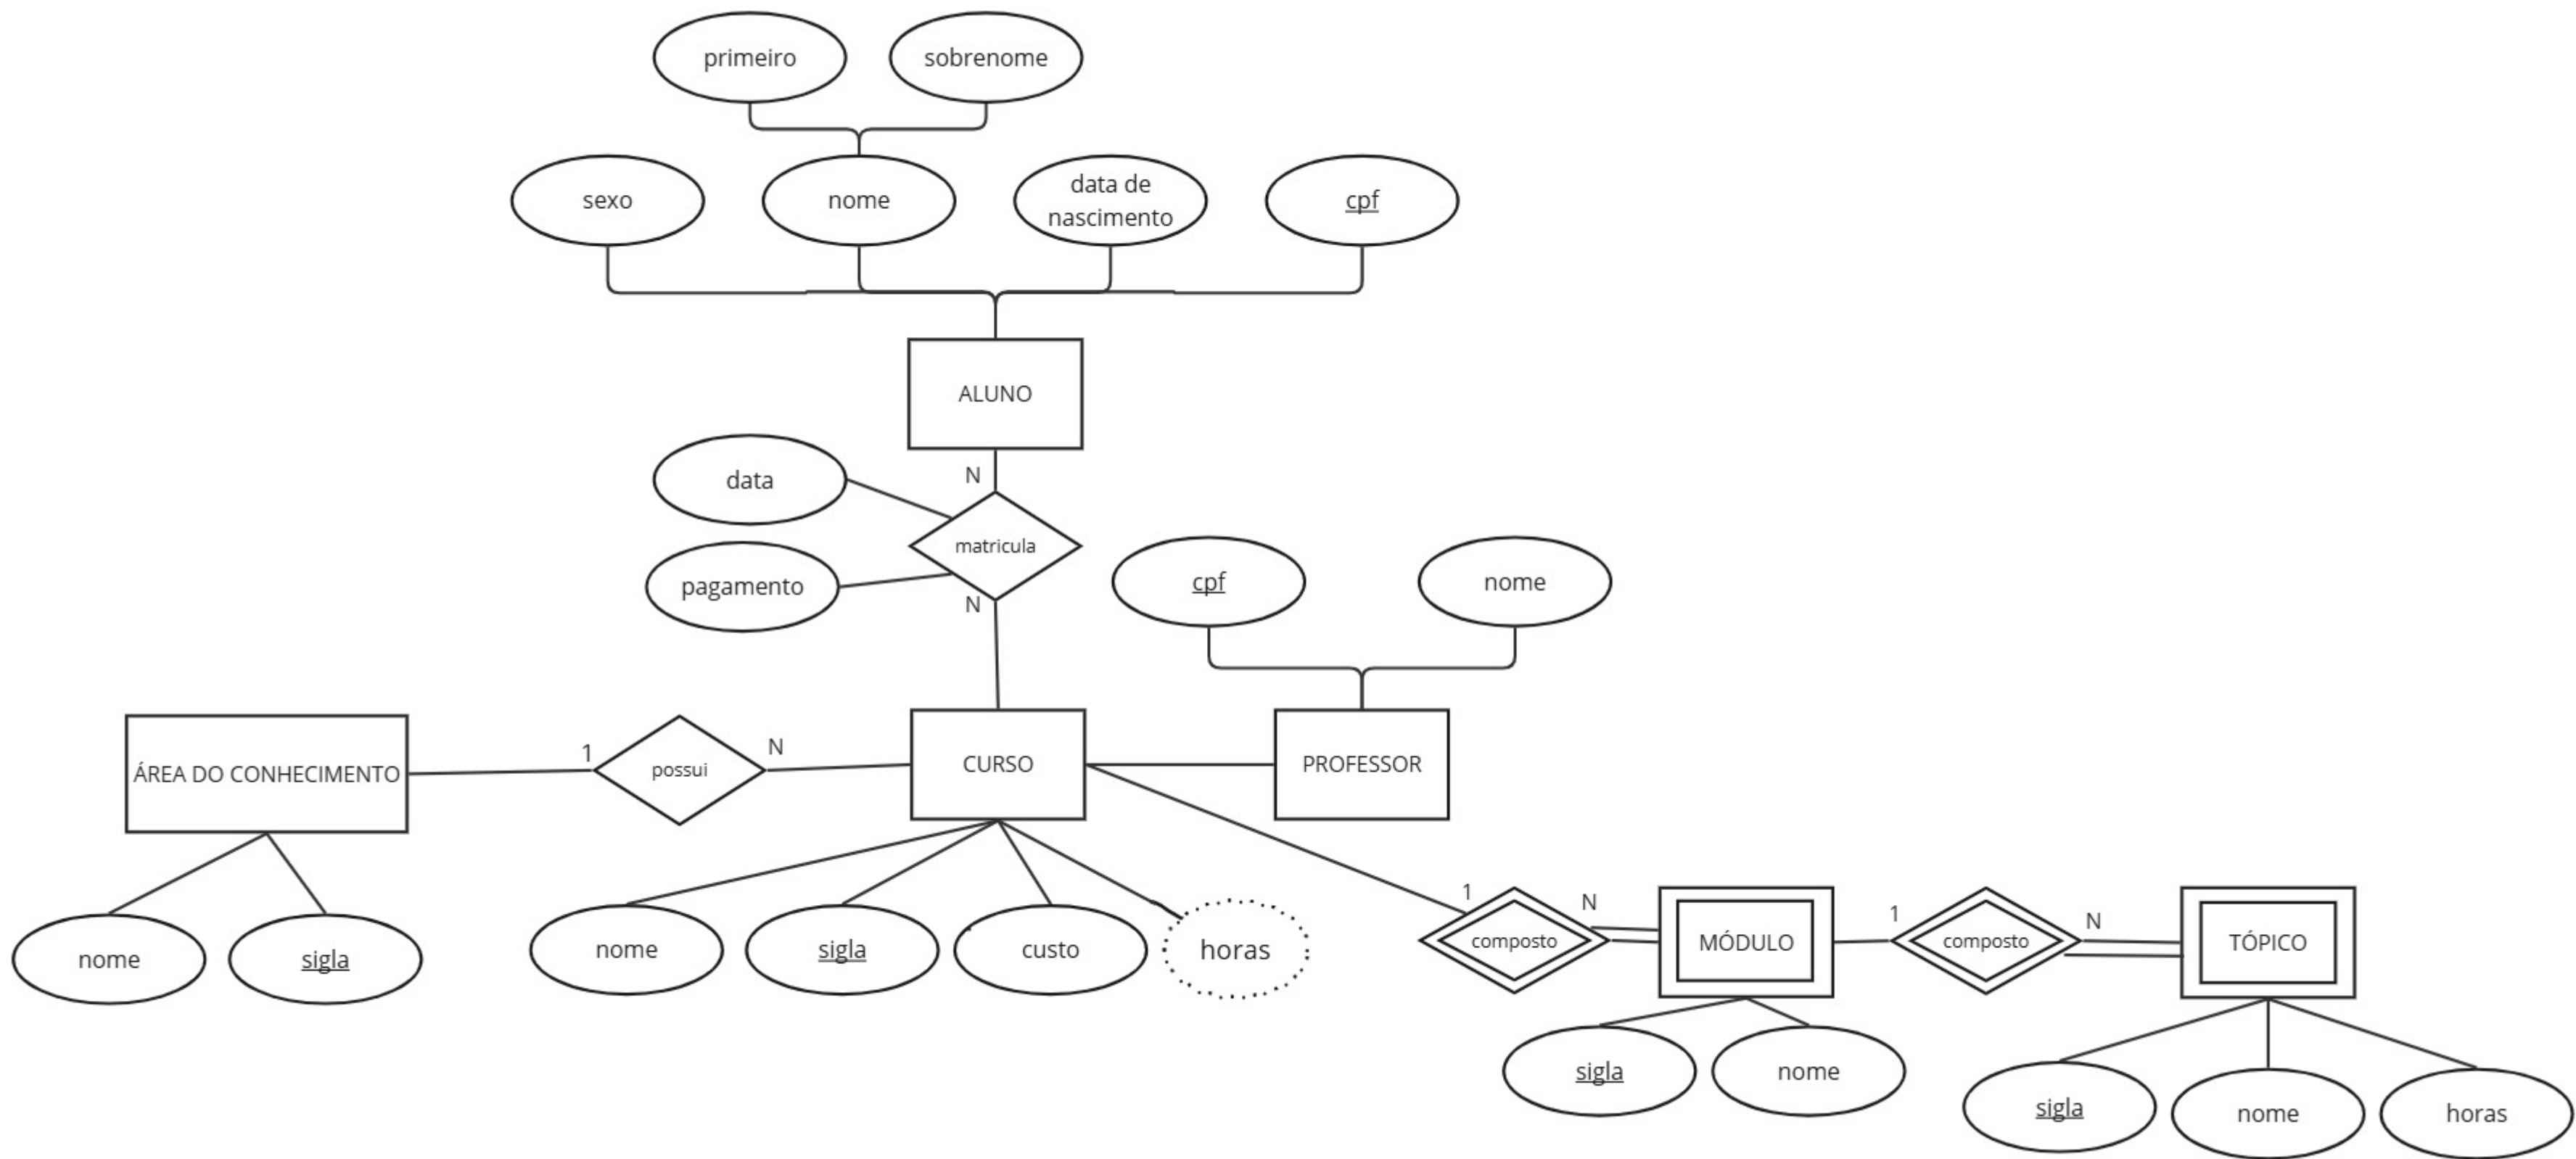 primeiro
sobrenome
sexo
nome
data de
nascimento
cpf
ALUNO
N
data
matricula
pagamento
N
cpf
nome
ÁREA DO CONHECIMENTO
1
possui
N
CURSO
PROFESSOR
nome
sigla
nome
sigla
custo
horas
1
composto
N
MÓDULO
1
composto
N
TÓPICO
sigla
nome
sigla
nome
horas